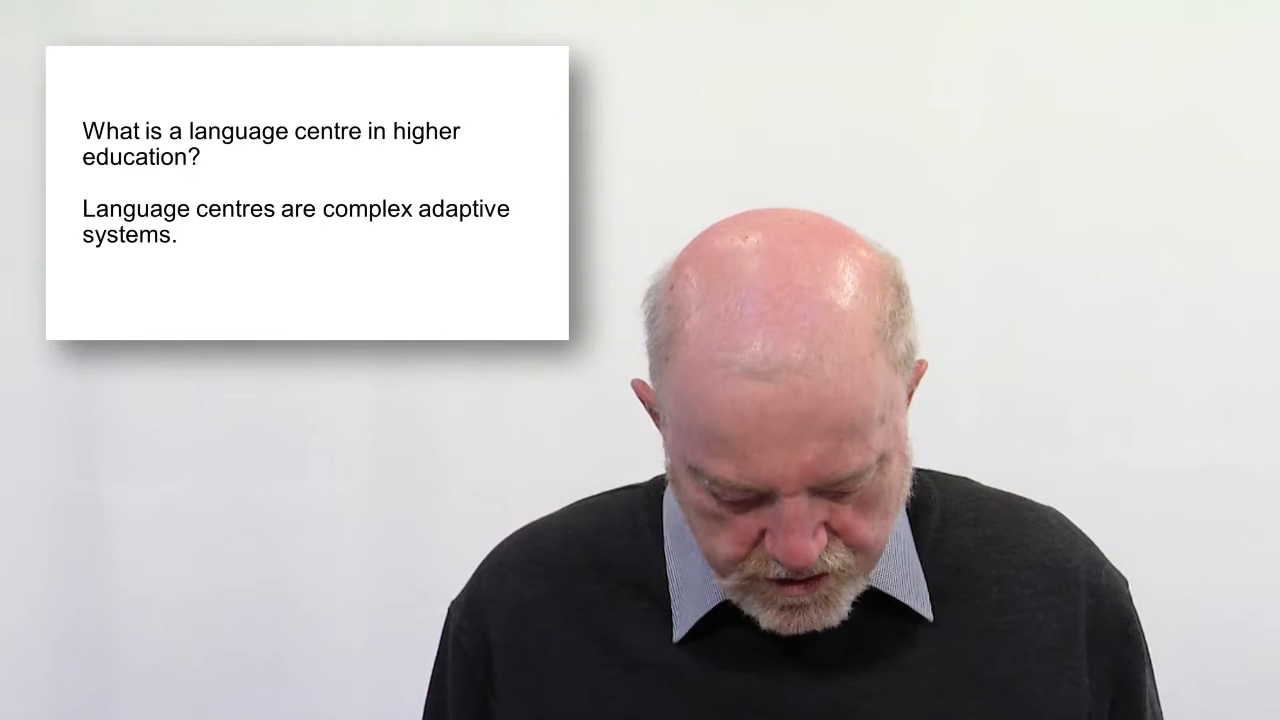 What is a language centre in higher
education?
Language centres are complex adaptive
systems.